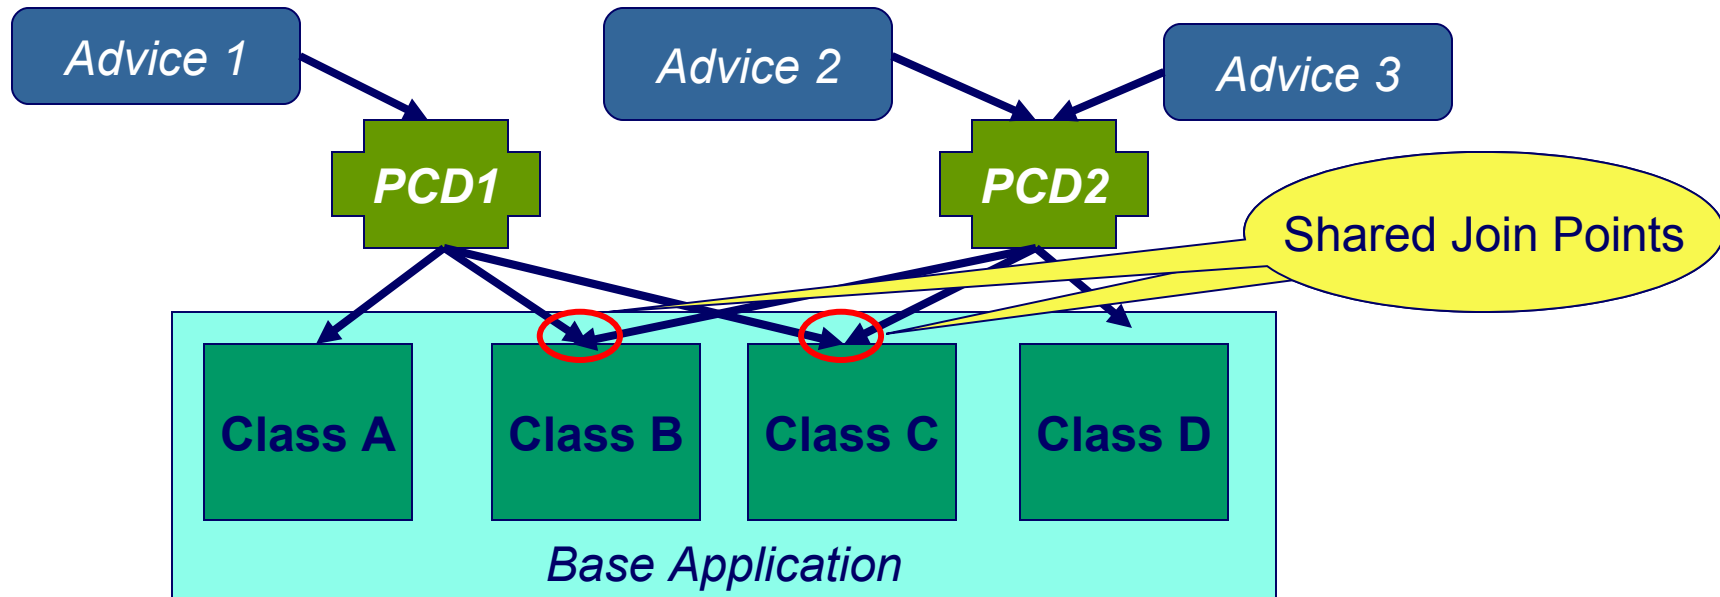 Advice 1
Advice 2
Advice 3
PCD1
PCD2
Shared Join Points
Class A
Class B
Class C
Class D
Base Application